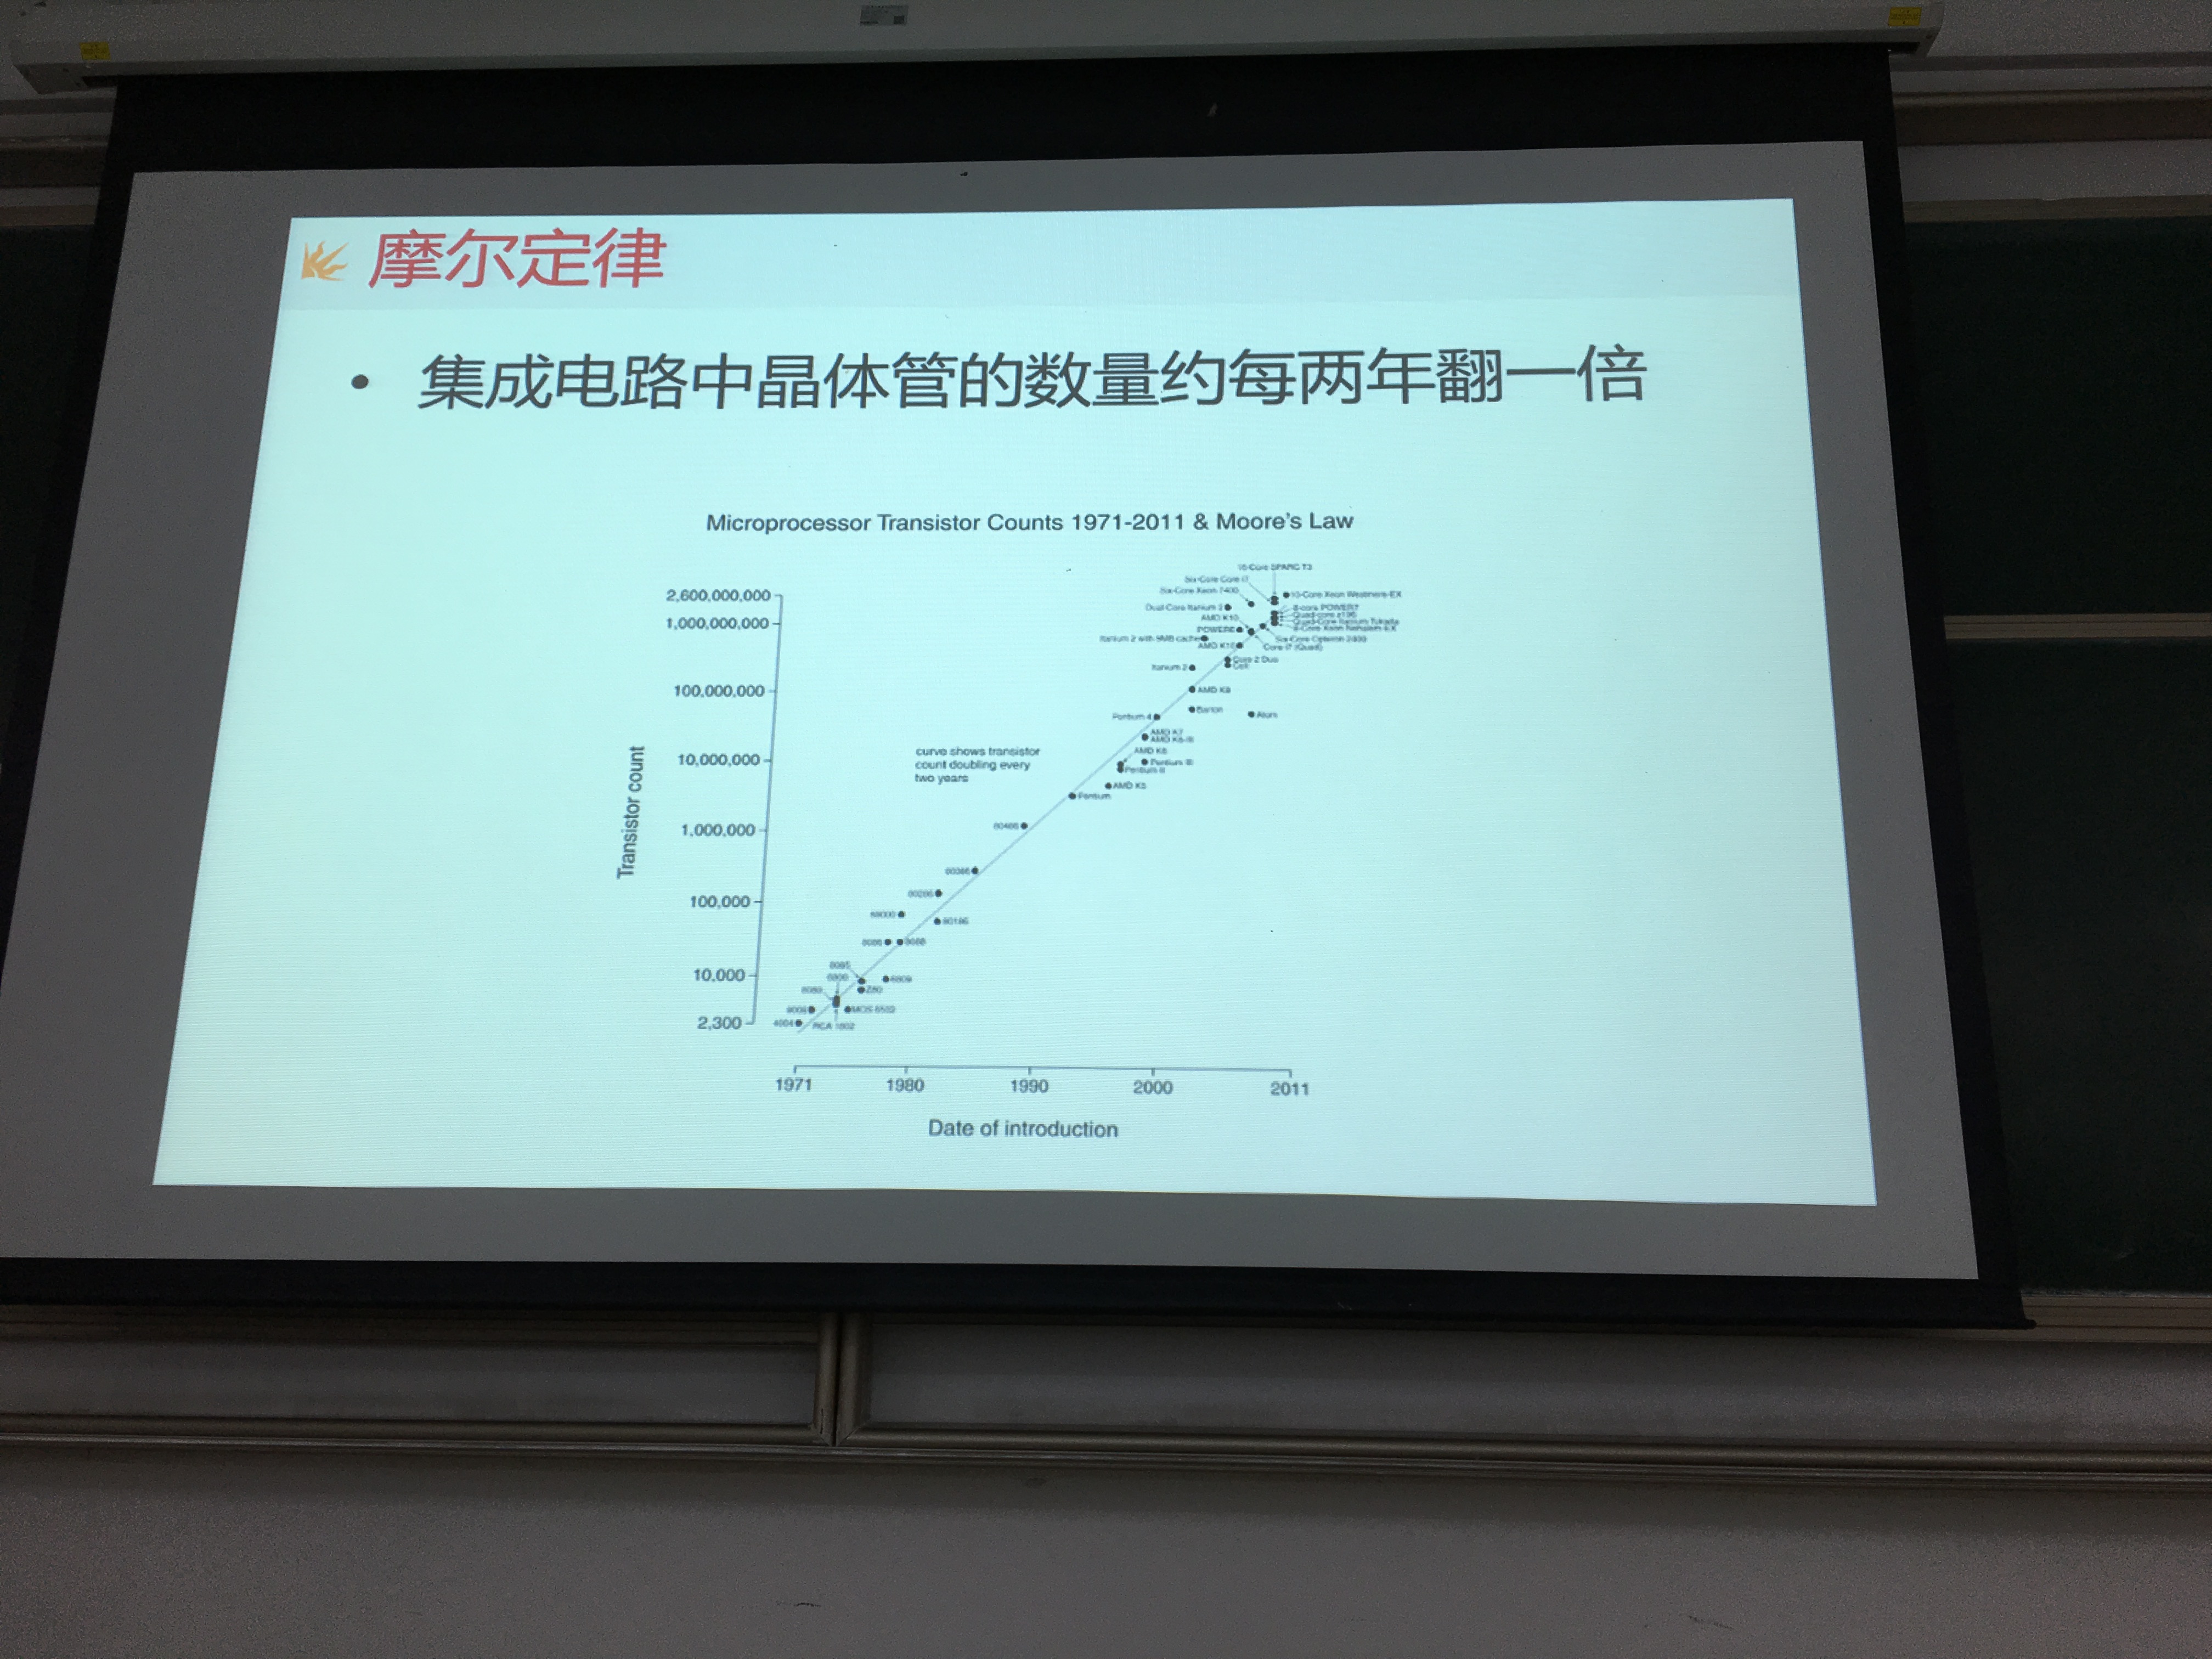 摩尔定律
• 集成电路中晶体管的数量约每两年翻一倍
Microprocessor Transistor Counts 1971-2011 & Moore's Law
16-Core SPARC T3
Six-Core Core i7
Six-Core Xeon 7400
10-Core Xeon Westmere-EX
Dual-Core Itanium 2
8-core POWER7
Quad-core z196
Quad-Core Itanium Tukwila
8-Core Xeon Nehalem-EX
AMD K10
POWER6
Six-Core Opteron 2400
Itanium 2 with 9MB cache
AMD K10
Core i7 (Quad)
Core 2 Duo
Cell
Itanium 2
AMD K8
Barton
Atom
Pentium 4
AMD K7
AMD K6-III
AMD K6
Pentium III
Pentium II
AMD K5
Pentium
80486
80386
80286
68000
80186
8086
8088
8085
6800
6809
8080
Z80
8008
MOS 6502
4004
RCA 1802
curve shows transistor
count doubling every
two years
2,600,000,000
1,000,000,000
100,000,000
10,000,000
1,000,000
100,000
10,000
2,300
Transistor count
1971 1980 1990 2000 2011
Date of introduction